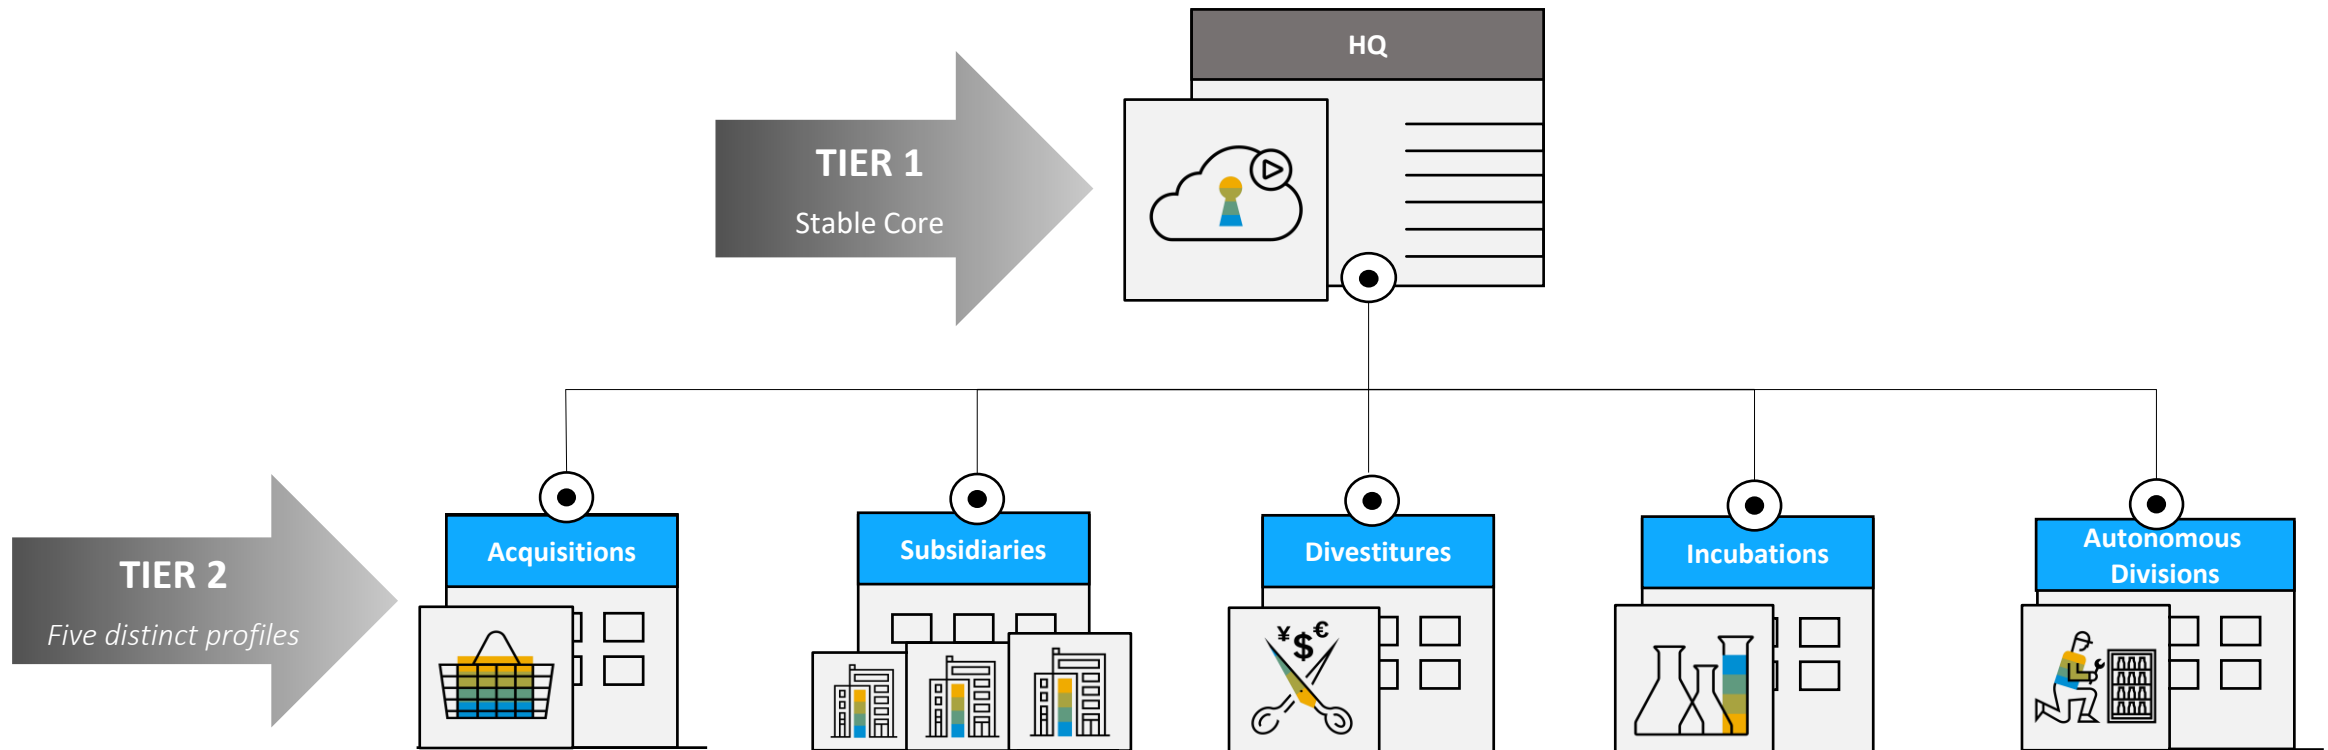 HQ
TIER 1
Stable Core
TIER 2
Five distinct profiles
Acquisitions
Subsidiaries
Divestitures
Incubations
Autonomous
Divisions
¥$€